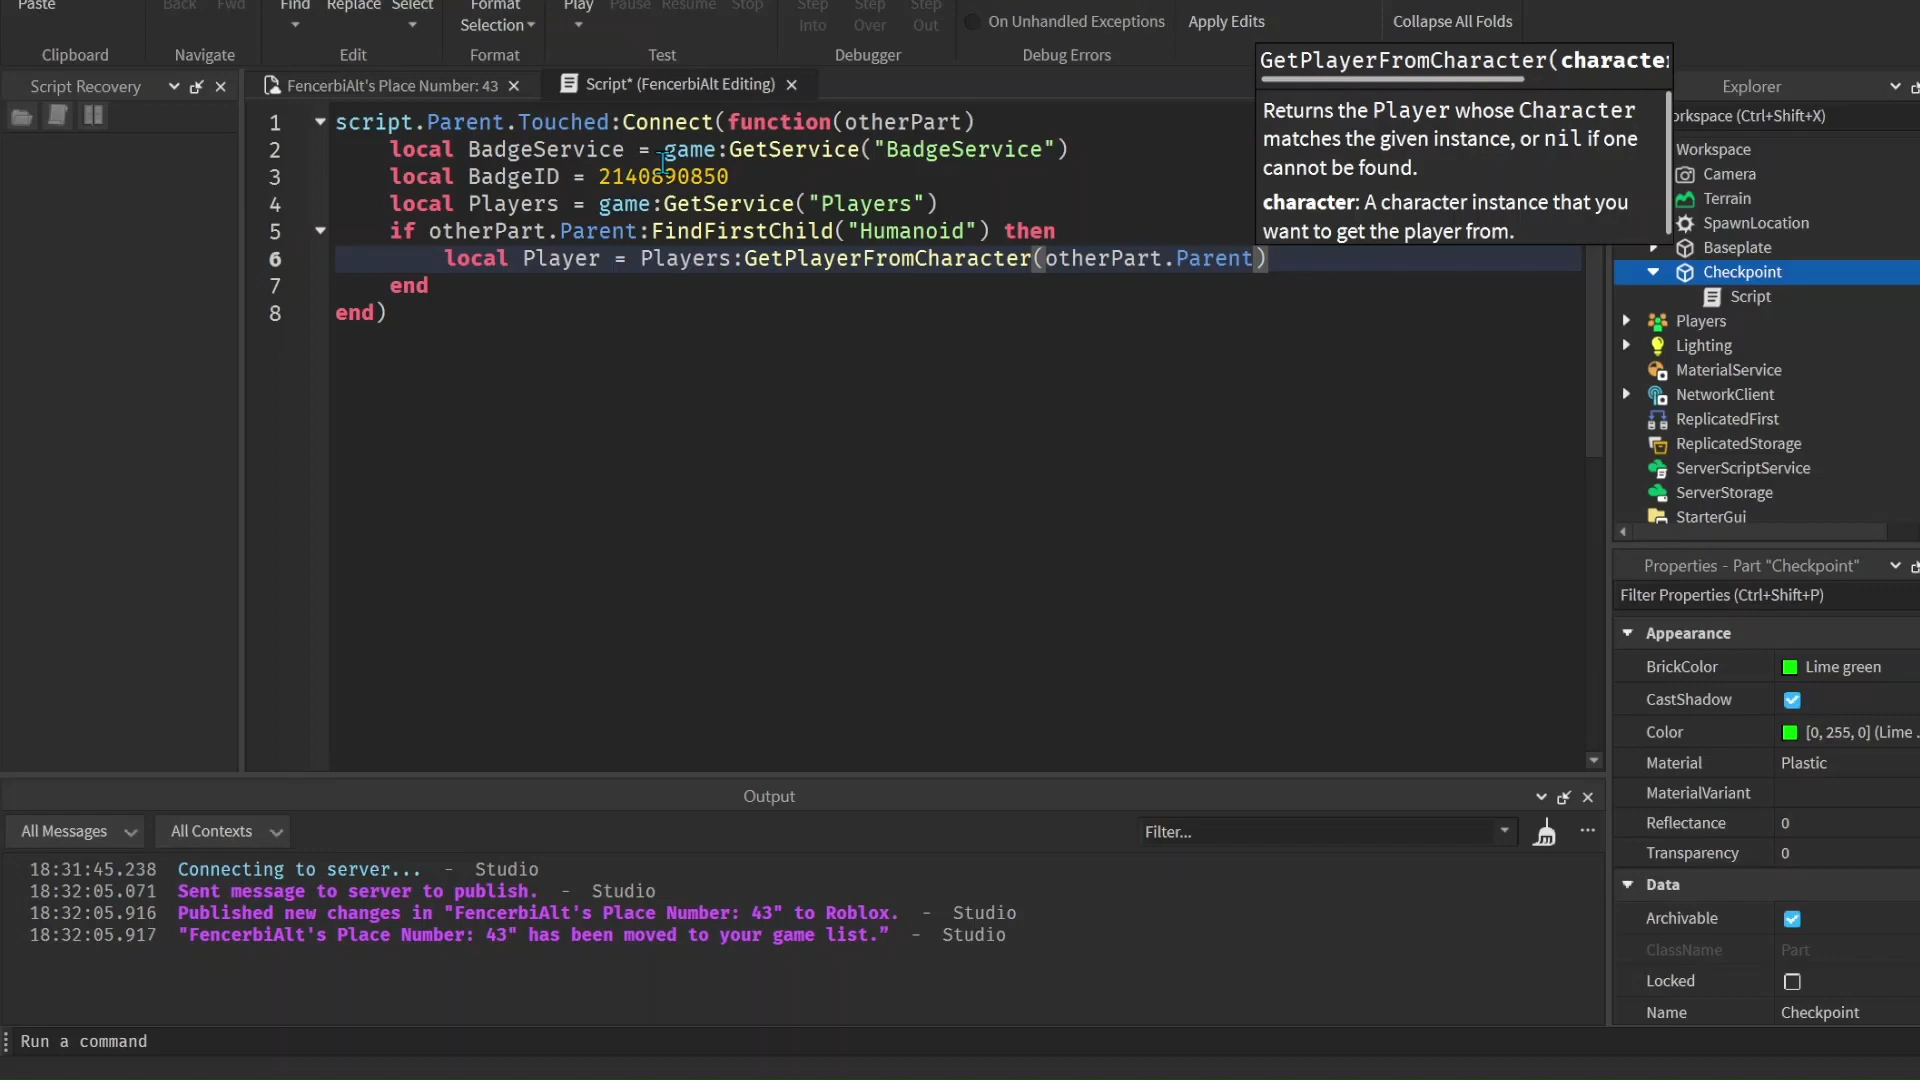 Paste
Back Fwd
Find Replace Select
Format
Selection
Play Pause Resume Stop
Step
Into
Step
Over
Step
Out
On Unhandled Exceptions
Apply Edits
Collapse All Folds
Clipboard Navigate Edit Format Test Debugger Debug Errors
Script Recovery
FencerbiAlt's Place Number: 43
Script* (FencerbiAlt Editing)
GetPlayerFromCharacter(
Returns the Player whose Character
matches the given instance, or nil if one
cannot be found.
character: A character instance that you
want to get the player from.
1 script.Parent.Touched:Connect(function(otherPart)
2 local BadgeService = game:GetService("BadgeService")
3 local BadgeID = 2140890850
4 local Players = game:GetService("Players")
5 if otherPart.Parent:FindFirstChild("Humanoid") then
6 local Player = Players:GetPlayerFromCharacter(otherPart.Parent)
7 end
8 end)
Explorer
(Ctrl+Shift+X)
Workspace
Camera
Terrain
SpawnLocation
Baseplate
Checkpoint
Script
Players
Lighting
MaterialService
NetworkClient
ReplicatedFirst
ReplicatedStorage
ServerScriptService
ServerStorage
StarterGui
Properties - Part "Checkpoint"
Filter Properties (Ctrl+Shift+P)
Appearance
BrickColor Lime green
CastShadow
Color [0, 255, 0] (Lime ...
Material Plastic
MaterialVariant
Reflectance 0
Transparency 0
Data
Archivable
ClassName Part
Locked
Name Checkpoint
Output
All Messages All Contexts Filter...
18:31:45.238 Connecting to server... - Studio
18:32:05.071 Sent message to server to publish. - Studio
18:32:05.916 Published new changes in "FencerbiAlt's Place Number: 43" to Roblox. - Studio
18:32:05.917 "FencerbiAlt's Place Number: 43" has been moved to your game list.” - Studio
Run a command